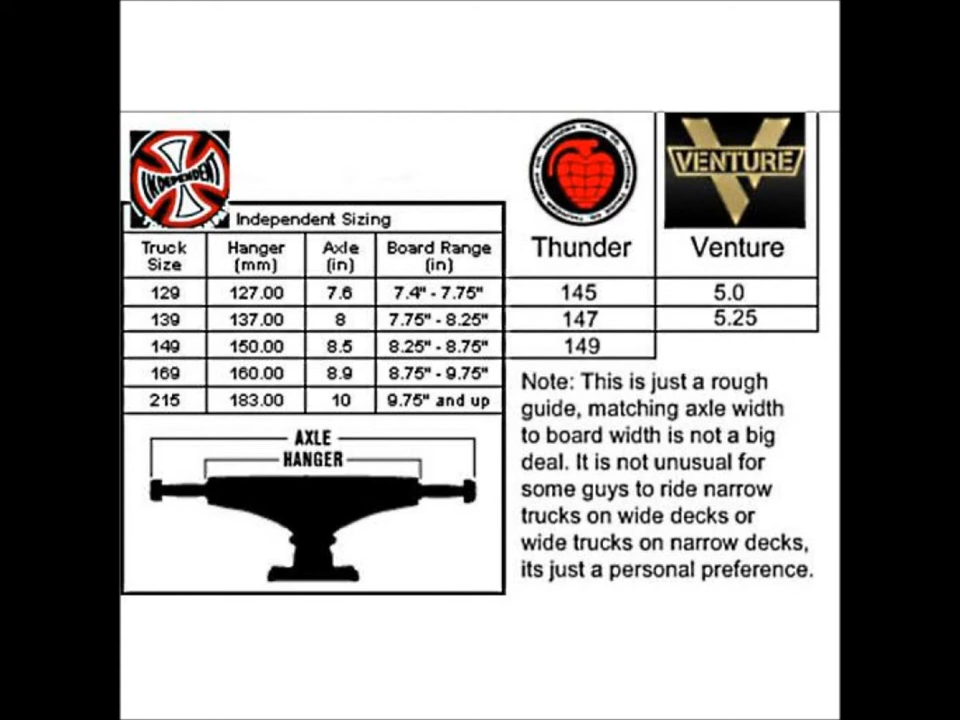 INDEPENDENT
Independent Sizing
Truck Size Hanger (mm) Axle (in) Board Range (in)
129 127.00 7.6 7.4" - 7.75"
139 137.00 8 7.75" - 8.25"
149 150.00 8.5 8.25" - 8.75"
169 160.00 8.9 8.75" - 9.75"
215 183.00 10 9.75" and up
AXLE
HANGER
THUNDER TRUCK CO.
Thunder
145
147
149
VENTURE
Venture
5.0
5.25
Note: This is just a rough
guide, matching axle width
to board width is not a big
deal. It is not unusual for
some guys to ride narrow
trucks on wide decks or
wide trucks on narrow decks,
its just a personal preference.